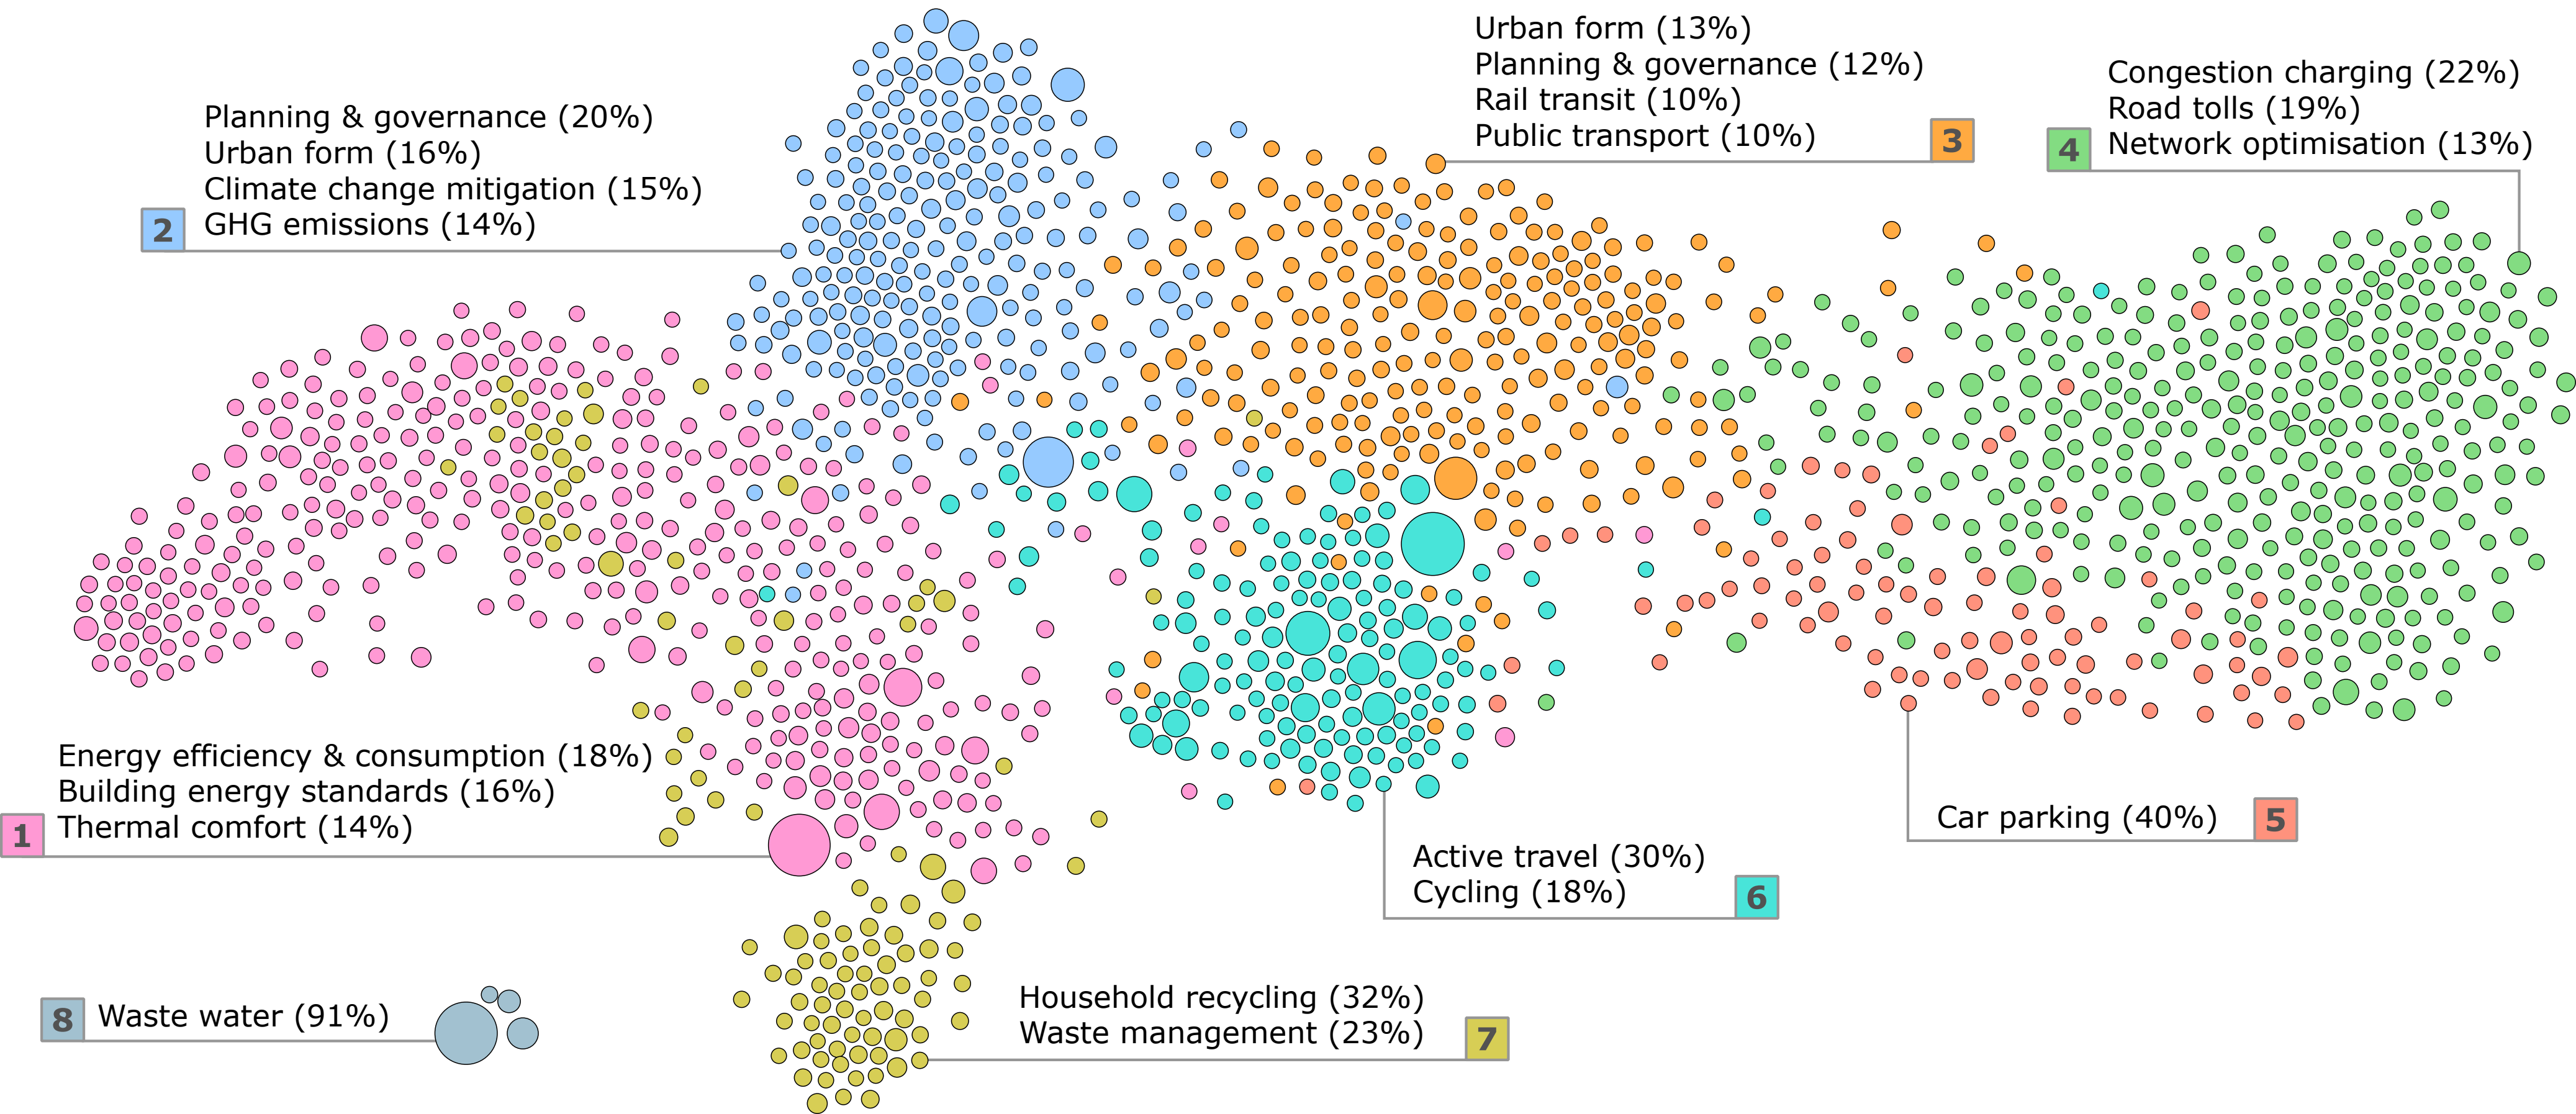 Planning & governance (20%)
Urban form (16%)
Climate change mitigation (15%)
GHG emissions (14%)
2
Urban form (13%)
Planning & governance (12%)
Rail transit (10%)
Public transport (10%)
3
Congestion charging (22%)
Road tolls (19%)
Network optimisation (13%)
4
Energy efficiency & consumption (18%)
Building energy standards (16%)
Thermal comfort (14%)
1
Car parking (40%)
5
Active travel (30%)
Cycling (18%)
6
Household recycling (32%)
Waste management (23%)
7
8
Waste water (91%)